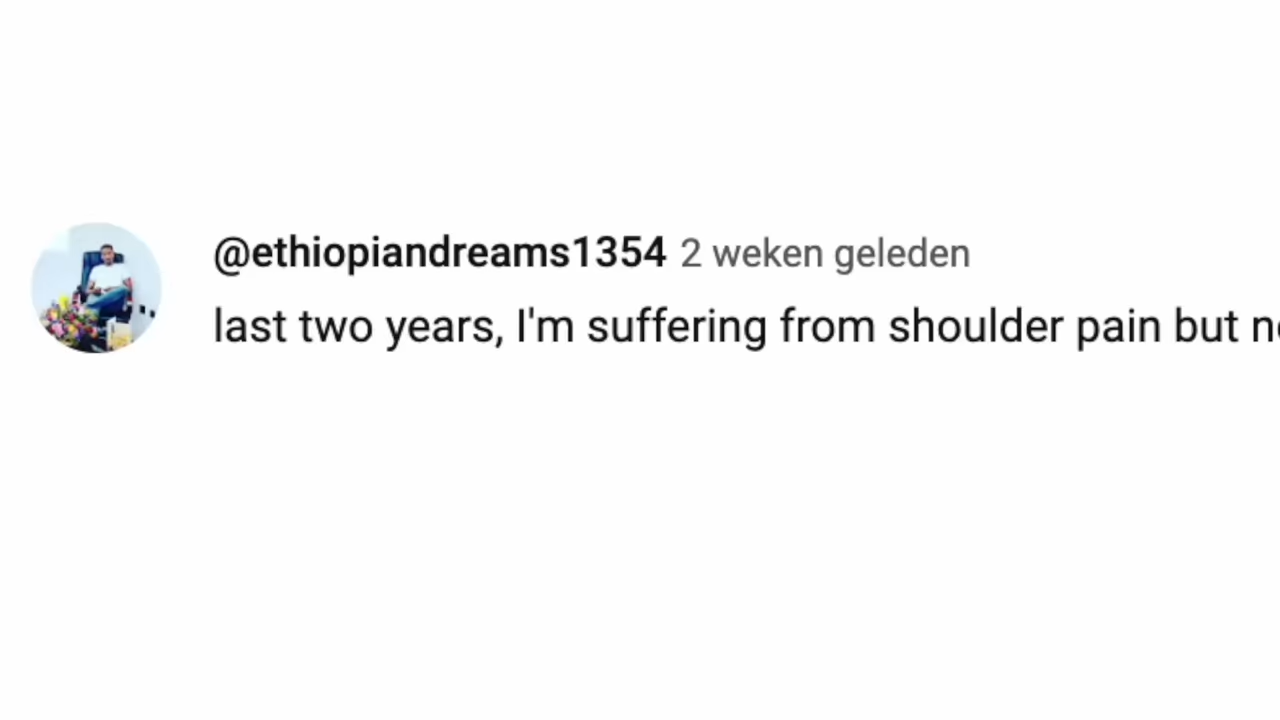 @ethiopiandreams1354 2 weken geleden
last two years, I'm suffering from shoulder pain but